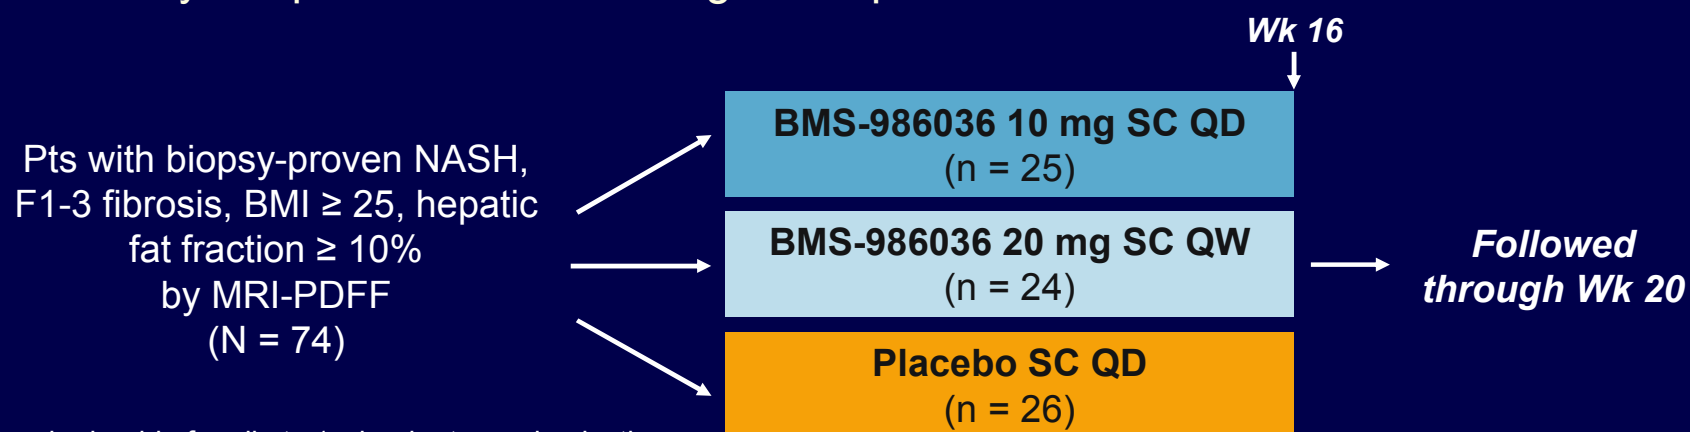 Wk 16
Pts with biopsy-proven NASH,
F1-3 fibrosis, BMI ≥ 25, hepatic
fat fraction ≥ 10%
by MRI-PDFF
(N = 74)
BMS-986036 10 mg SC QD
(n = 25)
BMS-986036 20 mg SC QW
(n = 24)
Placebo SC QD
(n = 26)
Followed
through Wk 20